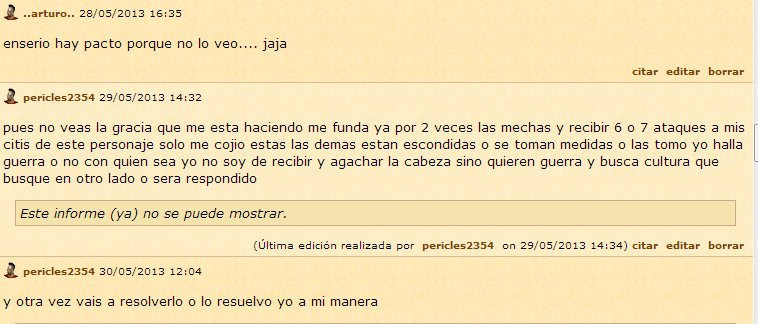 ..arturo.. 28/05/2013 16:35
enserio hay pacto porque no lo veo.... jaja
citar editar borrar
pericles2354 29/05/2013 14:32
pues no veas la gracia que me esta haciendo me funda ya por 2 veces las mechas y recibir 6 o 7 ataques a mis
citis de este personaje solo me cojio estas las demas estan escondidas o se toman medidas o las tomo yo halla
guerra o no con quien sea yo no soy de recibir y agachar la cabeza sino quieren guerra y busca cultura que
busque en otro lado o sera respondido
Este informe (ya) no se puede mostrar.
(Última edición realizada por pericles2354 on 29/05/2013 14:34) citar editar borrar
pericles2354 30/05/2013 12:04
y otra vez vais a resolverlo o lo resuelvo yo a mi manera